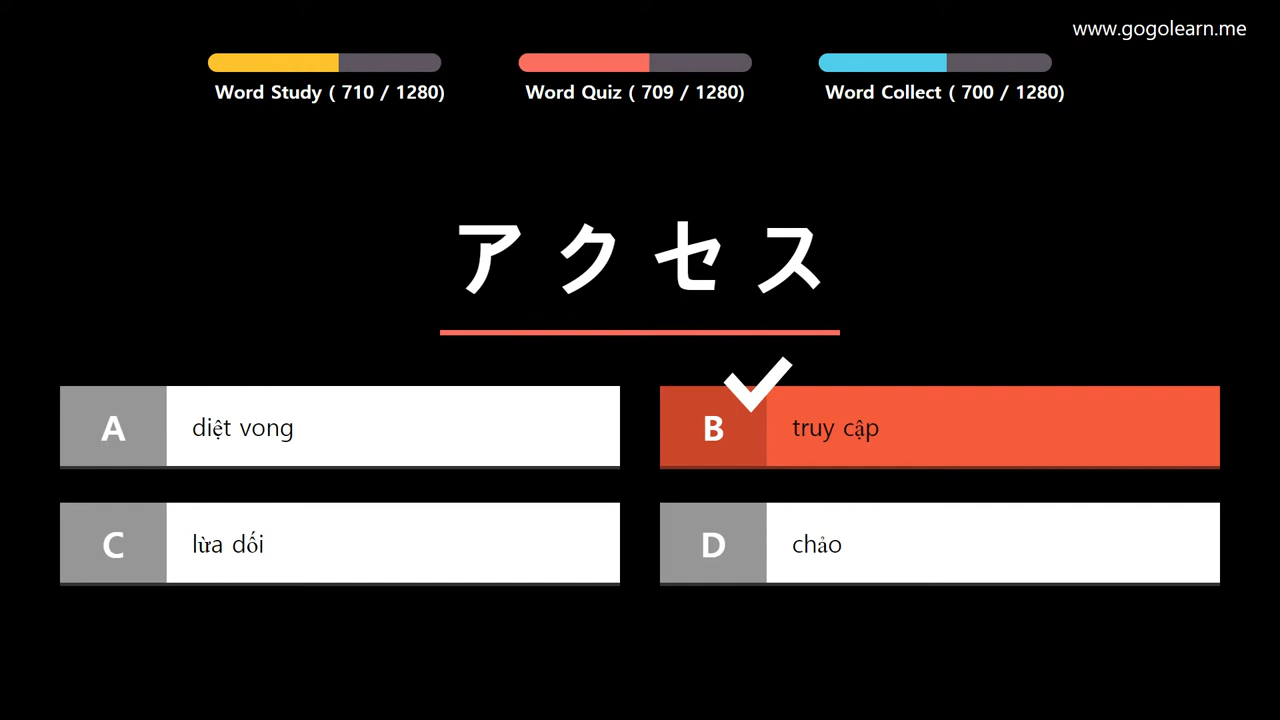 www.gogolearn.me
Word Study ( 710 / 1280)
Word Quiz ( 709 / 1280)
Word Collect ( 700 / 1280)
アクセス
A diệt vong
B truy cập
C lừa dối
D chảo